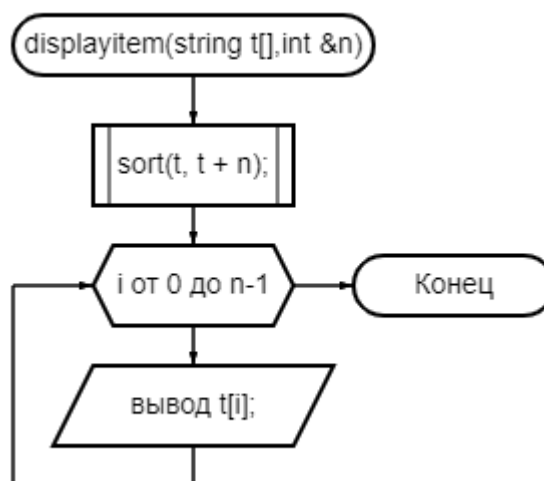 displayitem(string t[],int &n)
sort(t, t + n);
i от 0 до n-1
Конец
вывод t[i];